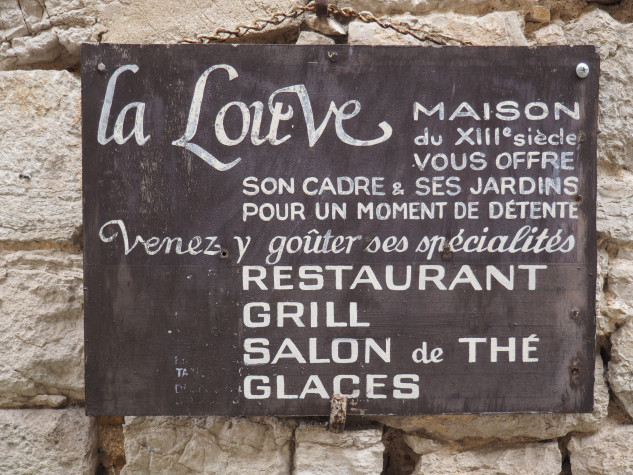 la Louve
MAISON
du XIIIe siècle
VOUS OFFRE
SON CADRE & SES JARDINS
POUR UN MOMENT DE DÉTENTE
Venez y goûter ses spécialités
RESTAURANT
GRILL
SALON de THÉ
GLACES